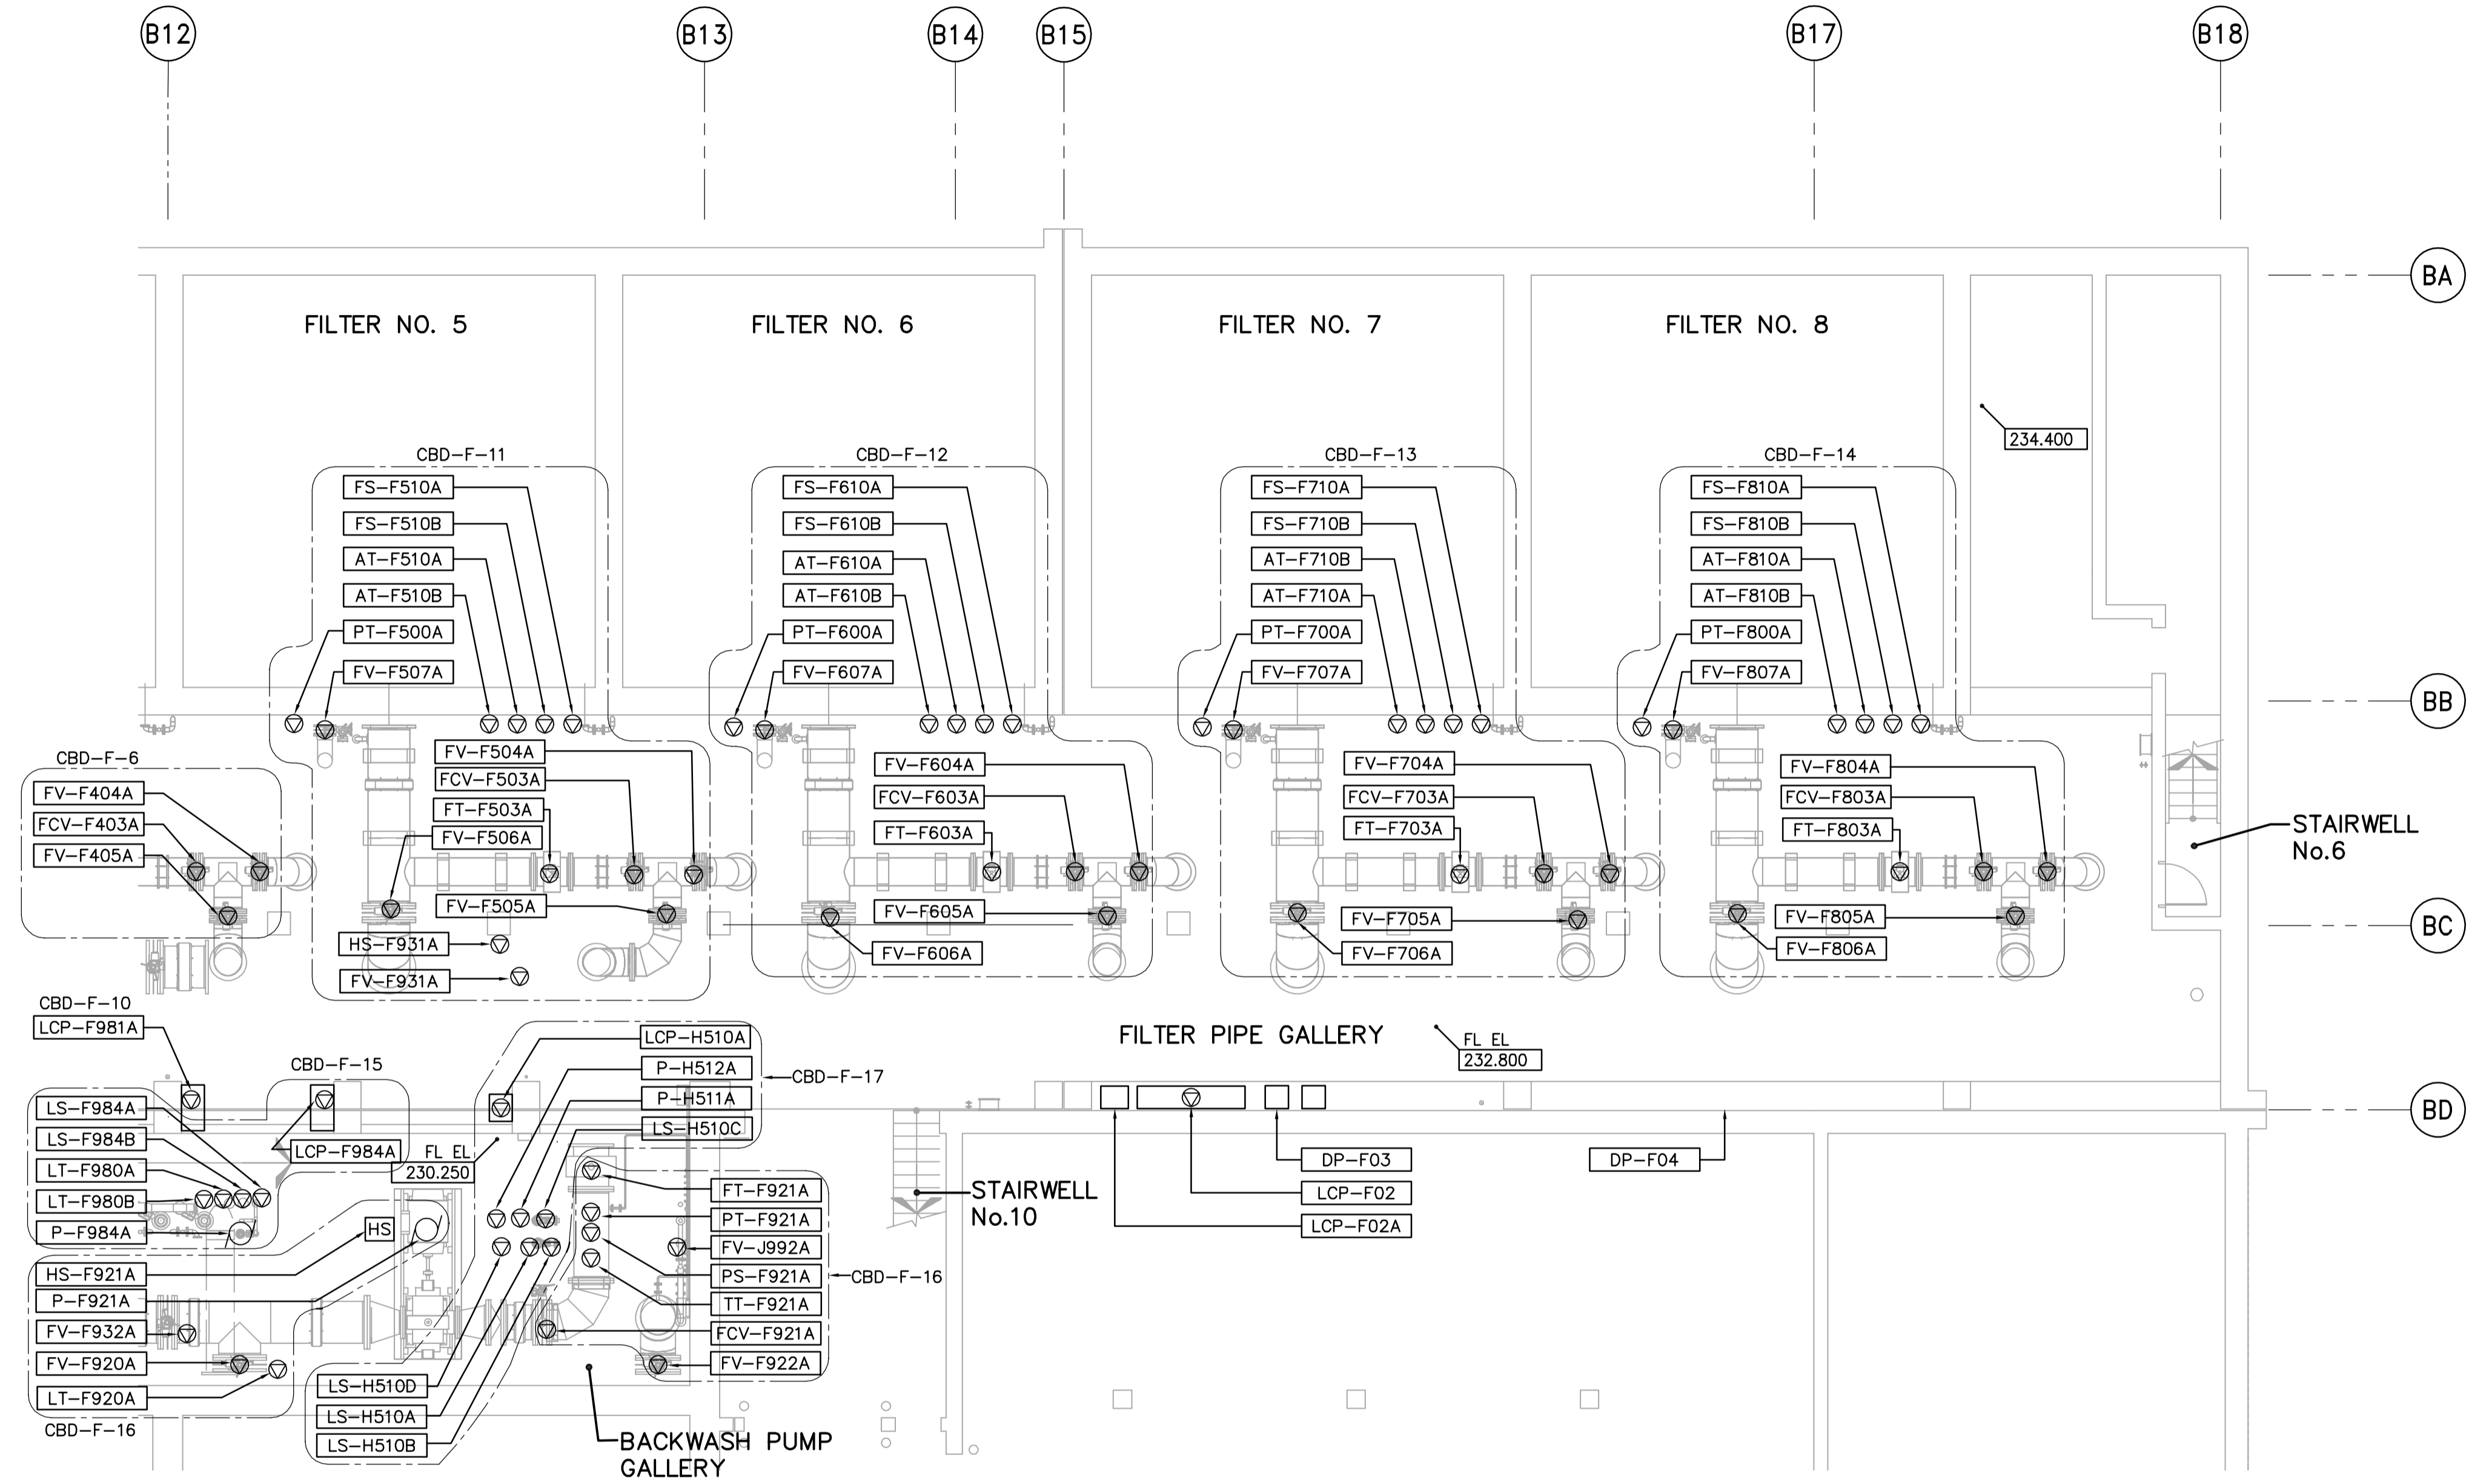 B12
B13
B14
B15
B17
B18
BA
BB
BC
BD
FILTER NO. 5
FILTER NO. 6
FILTER NO. 7
FILTER NO. 8
234.400
CBD-F-11
FS-F510A
FS-F510B
AT-F510A
AT-F510B
PT-F500A
FV-F507A
FV-F504A
FCV-F503A
FT-F503A
FV-F506A
FV-F505A
HS-F931A
FV-F931A
CBD-F-12
FS-F610A
FS-F610B
AT-F610A
AT-F610B
PT-F600A
FV-F607A
FV-F604A
FCV-F603A
FT-F603A
FV-F605A
FV-F606A
CBD-F-13
FS-F710A
FS-F710B
AT-F710B
AT-F710A
PT-F700A
FV-F707A
FV-F704A
FCV-F703A
FT-F703A
FV-F705A
FV-F706A
CBD-F-14
FS-F810A
FS-F810B
AT-F810A
AT-F810B
PT-F800A
FV-F807A
FV-F804A
FCV-F803A
FT-F803A
FV-F805A
FV-F806A
STAIRWELL
No.6
CBD-F-6
FV-F404A
FCV-F403A
FV-F405A
CBD-F-10
LCP-F981A
CBD-F-15
LS-F984A
LS-F984B
LT-F980A
LT-F980B
P-F984A
LCP-F984A
FL EL
230.250
HS
HS-F921A
P-F921A
FV-F932A
FV-F920A
LT-F920A
CBD-F-16
LCP-H510A
P-H512A
P-H511A
LS-H510C
CBD-F-17
FT-F921A
PT-F921A
FV-J992A
PS-F921A
TT-F921A
FCV-F921A
FV-F922A
CBD-F-16
LS-H510D
LS-H510A
LS-H510B
BACKWASH PUMP
GALLERY
STAIRWELL
No.10
FILTER PIPE GALLERY
FL EL
232.800
DP-F03
LCP-F02
LCP-F02A
DP-F04